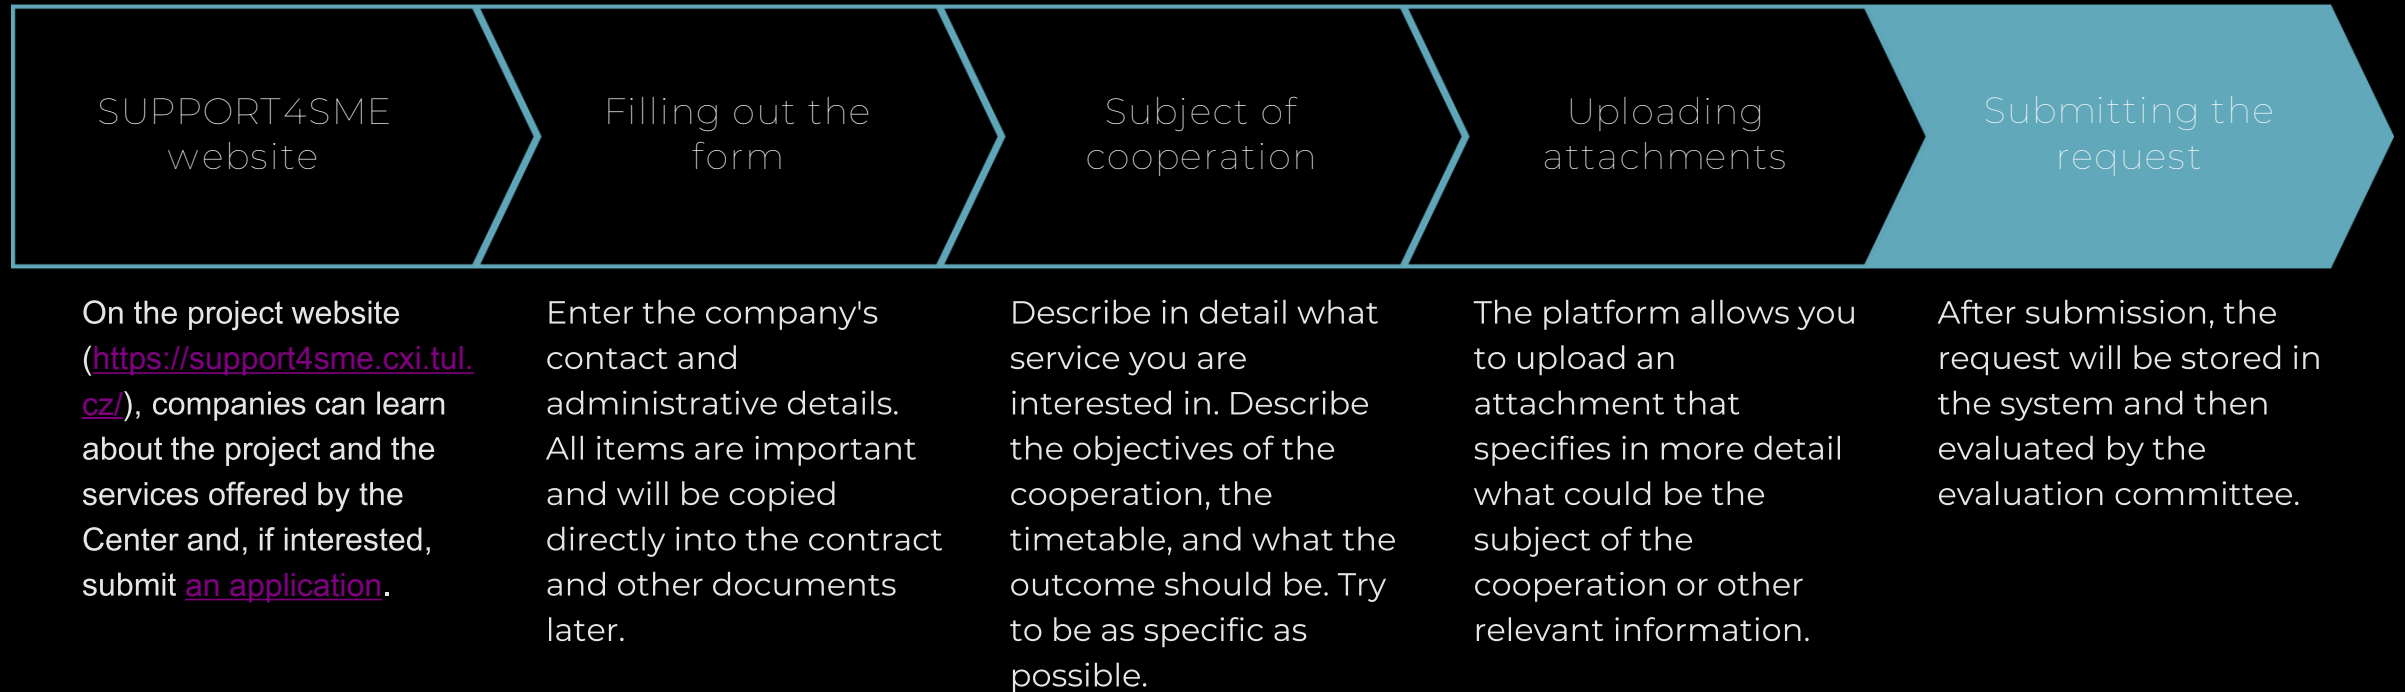 SUPPORT4SME
website
Filling out the
form
Subject of
cooperation
Uploading
attachments
Submitting the
request
On the project website
(https://support4sme.cxi.tul.
cz/), companies can learn
about the project and the
services offered by the
Center and, if interested,
submit an application.
Enter the company's
contact and
administrative details.
All items are important
and will be copied
directly into the contract
and other documents
later.
Describe in detail what
service you are
interested in. Describe
the objectives of the
cooperation, the
timetable, and what the
outcome should be. Try
to be as specific as
possible.
The platform allows you
to upload an
attachment that
specifies in more detail
what could be the
subject of the
cooperation or other
relevant information.
After submission, the
request will be stored in
the system and then
evaluated by the
evaluation committee.